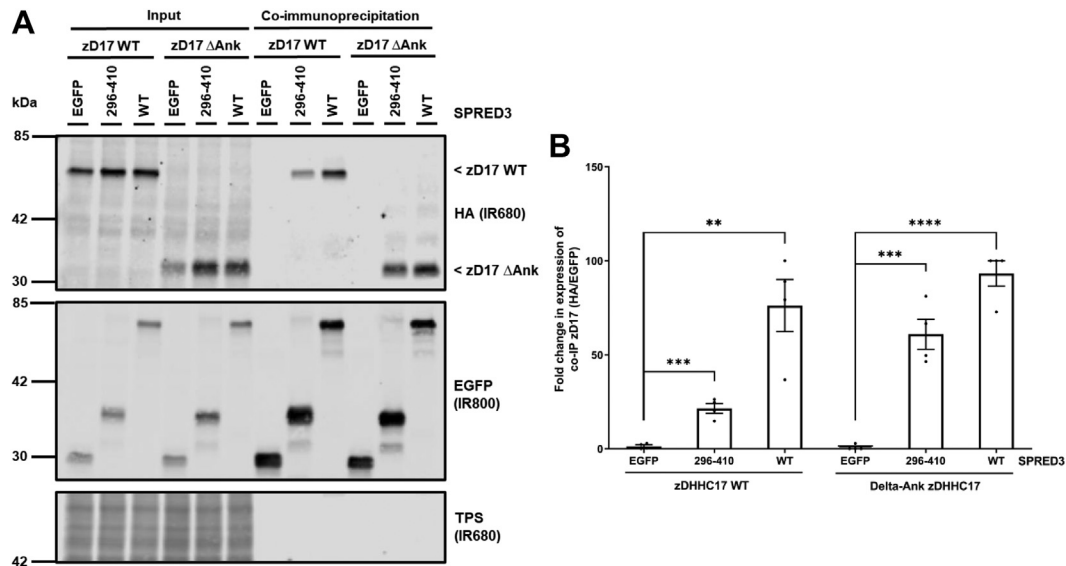 A
Input Co-immunoprecipitation
zD17 WT zD17 ΔAnk zD17 WT zD17 ΔAnk
EGFP 296-410 WT EGFP 296-410 WT EGFP 296-410 WT EGFP 296-410 WT
kDa
SPRED3
85
< zD17 WT
HA (IR680)
42
< zD17 ΔAnk
30
85
42
EGFP
(IR800)
30
TPS
(IR680)
42
B
Fold change in expression of
co-IP zD17 (HA/EGFP)
150
100
50
0
** **** *** ***
EGFP 296-410 WT EGFP 296-410 WT SPRED3
zDHHC17 WT Delta-Ank zDHHC17